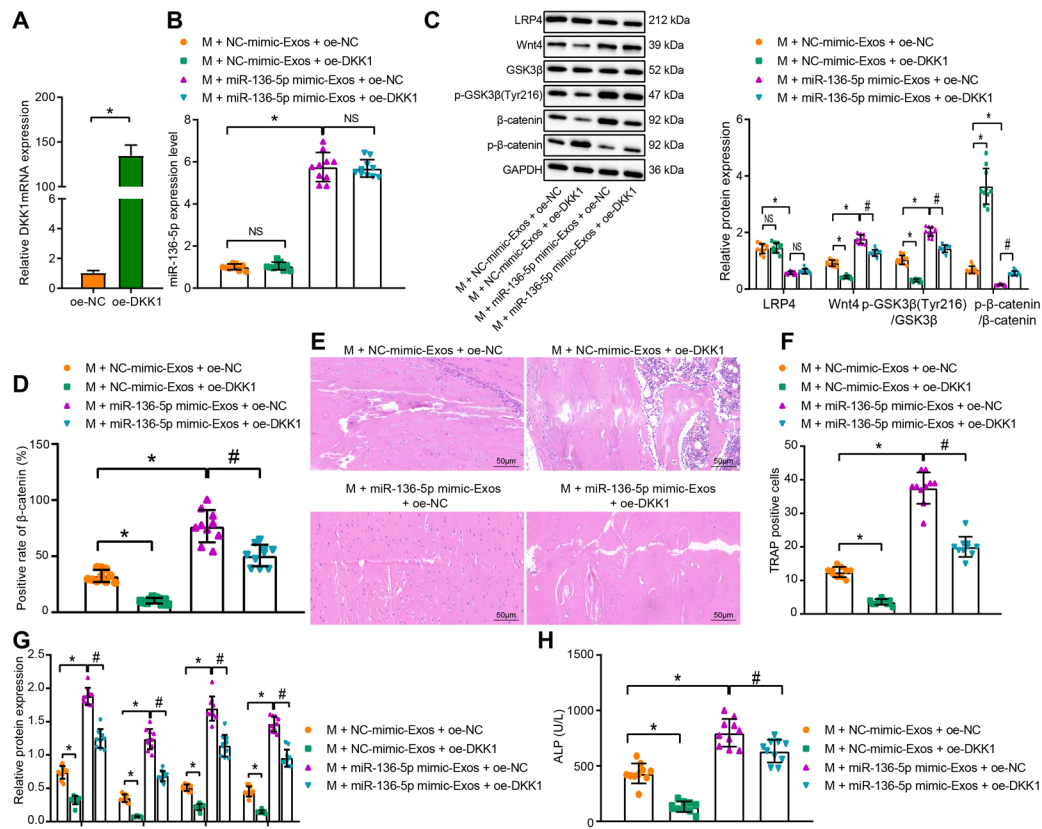 A
Relative DKK1mRNA expression
150
100
50
2
0
*
oe-NC oe-DKK1
B
M + NC-mimic-Exos + oe-NC
M + NC-mimic-Exos + oe-DKK1
M + miR-136-5p mimic-Exos + oe-NC
M + miR-136-5p mimic-Exos + oe-DKK1
miR-136-5p expression level
8
6
4
2
0
* NS
NS
C
LRP4 212 kDa
Wnt4 39 kDa
GSK3β 52 kDa
p-GSK3β(Tyr216) 47 kDa
β-catenin 92 kDa
p-β-catenin 92 kDa
GAPDH 36 kDa
M + NC-mimic-Exos + oe-NC
M + NC-mimic-Exos + oe-DKK1
M + miR-136-5p mimic-Exos + oe-NC
M + miR-136-5p mimic-Exos + oe-DKK1
M + NC-mimic-Exos + oe-NC
M + NC-mimic-Exos + oe-DKK1
M + miR-136-5p mimic-Exos + oe-NC
M + miR-136-5p mimic-Exos + oe-DKK1
Relative protein expression
6
4
2
0
* NS NS
* * #
* * #
* * #
LRP4 Wnt4 p-GSK3β(Tyr216) p-β-catenin
/GSK3β /β-catenin
D
M + NC-mimic-Exos + oe-NC
M + NC-mimic-Exos + oe-DKK1
M + miR-136-5p mimic-Exos + oe-NC
M + miR-136-5p mimic-Exos + oe-DKK1
Positive rate of β-catenin (%)
150
100
50
0
* #
*
E
M + NC-mimic-Exos + oe-NC M + NC-mimic-Exos + oe-DKK1
50μm 50μm
M + miR-136-5p mimic-Exos M + miR-136-5p mimic-Exos
+ oe-NC + oe-DKK1
50μm 50μm
F
M + NC-mimic-Exos + oe-NC
M + NC-mimic-Exos + oe-DKK1
M + miR-136-5p mimic-Exos + oe-NC
M + miR-136-5p mimic-Exos + oe-DKK1
TRAP positive cells
40
30
20
10
0
* #
*
G
Relative protein expression
2.5
2.0
1.5
1.0
0.5
0.0
* # *
* # *
* # *
* # *
M + NC-mimic-Exos + oe-NC
M + NC-mimic-Exos + oe-DKK1
M + miR-136-5p mimic-Exos + oe-NC
M + miR-136-5p mimic-Exos + oe-DKK1
H
ALP (U/L)
1500
1000
500
0
* #
*
M + NC-mimic-Exos + oe-NC
M + NC-mimic-Exos + oe-DKK1
M + miR-136-5p mimic-Exos + oe-NC
M + miR-136-5p mimic-Exos + oe-DKK1